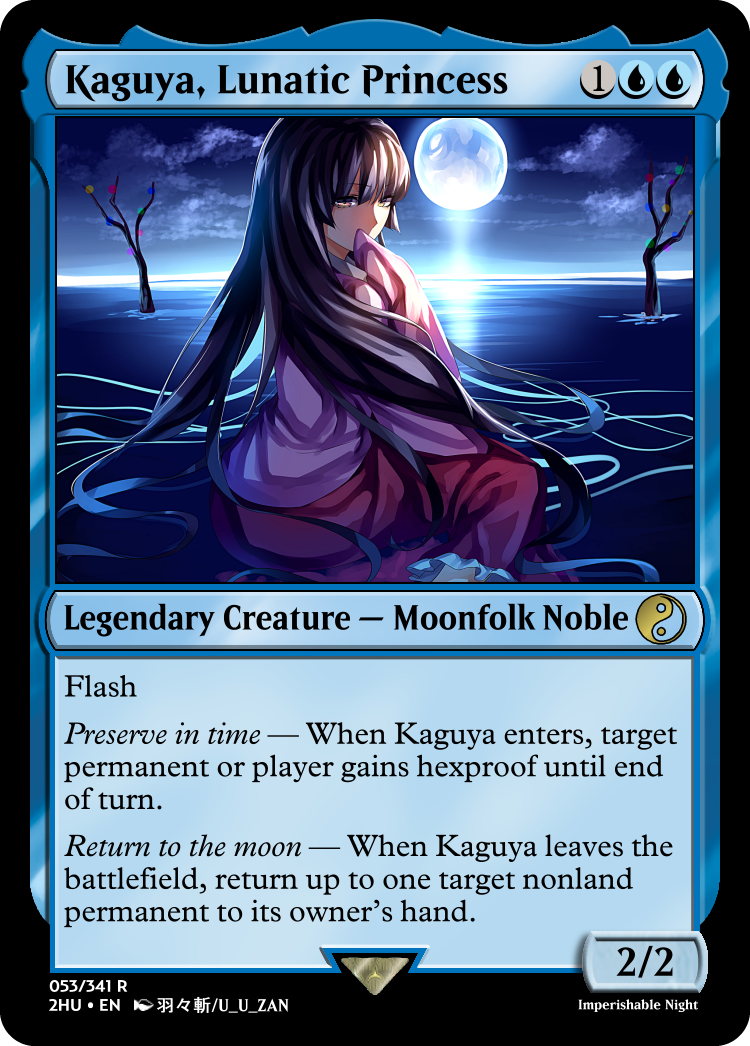 Kaguya, Lunatic Princess 1
Legendary Creature — Moonfolk Noble
Flash
Preserve in time — When Kaguya enters, target
permanent or player gains hexproof until end
of turn.
Return to the moon — When Kaguya leaves the
battlefield, return up to one target nonland
permanent to its owner's hand.
2/2
053/341 R
2HU • EN 羽々斬/U_U_ZAN
Imperishable Night